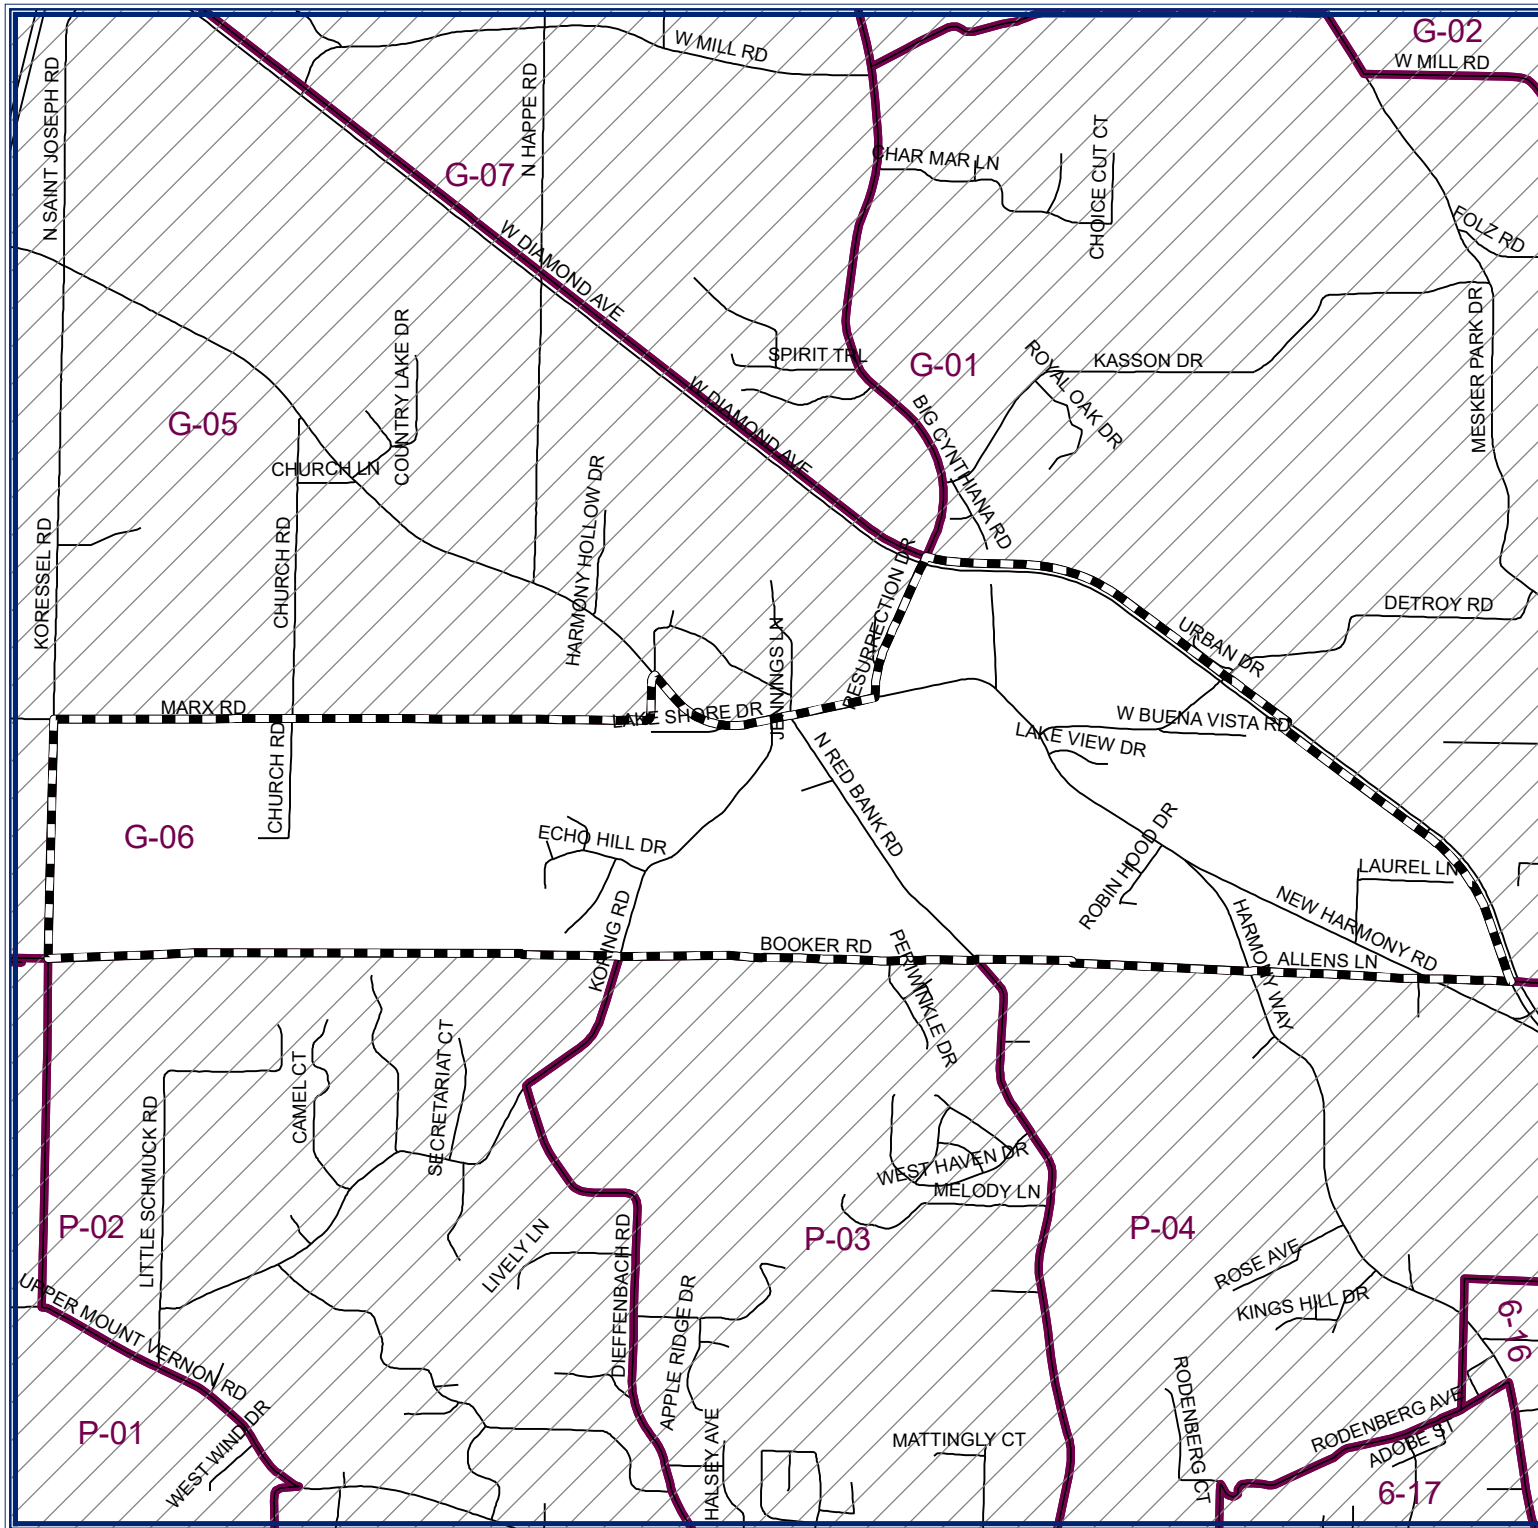 G-02
W MILL RD
W MILL RD
N SAINT JOSEPH RD
N HAPPE RD
CHOICE CUT CT
CHAR MAR LN
G-07
FOLZ RD
W DIAMOND AVE
COUNTRY LAKE DR
SPIRIT TRL
G-01
ROYAL OAK DR
KASSON DR
MESKER PARK DR
W DIAMOND AVE
BIG CYNTHIANA RD
G-05
CHURCH LN
HARMONY HOLLOW DR
KORESSEL RD
CHURCH RD
RESURRECTION DR
DETROY RD
URBAN DR
JENNINGS LN
MARX RD
LAKE SHORE DR
W BUENA VISTA RD
LAKE VIEW DR
CHURCH RD
N RED BANK RD
G-06
ECHO HILL DR
ROBIN HOOD DR
LAUREL LN
NEW HARMONY RD
HARMONY WAY
KORING RD
BOOKER RD
PERIWINKLE DR
ALLENS LN
CAMEL CT
SECRETARIAT CT
LITTLE SCHMUCK RD
WEST HAVEN DR
MELODY LN
P-02
P-03
P-04
LIVELY LN
DIEFFENBACH RD
ROSE AVE
KINGS HILL DR
6-16
UPPER MOUNT VERNON RD
APPLE RIDGE DR
RODENBERG CT
WEST WIND DR
P-01
HALSEY AVE
MATTINGLY CT
RODENBERG AVE
ADOBE ST
6-17